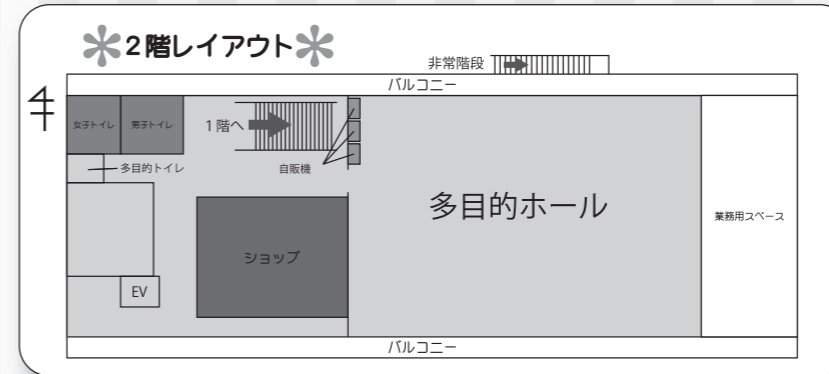 2階レイアウト
非常階段
バルコニー
女子トイレ
男子トイレ
1階へ
多目的トイレ
自販機
多目的ホール
業務用スペース
ショップ
EV
バルコニー